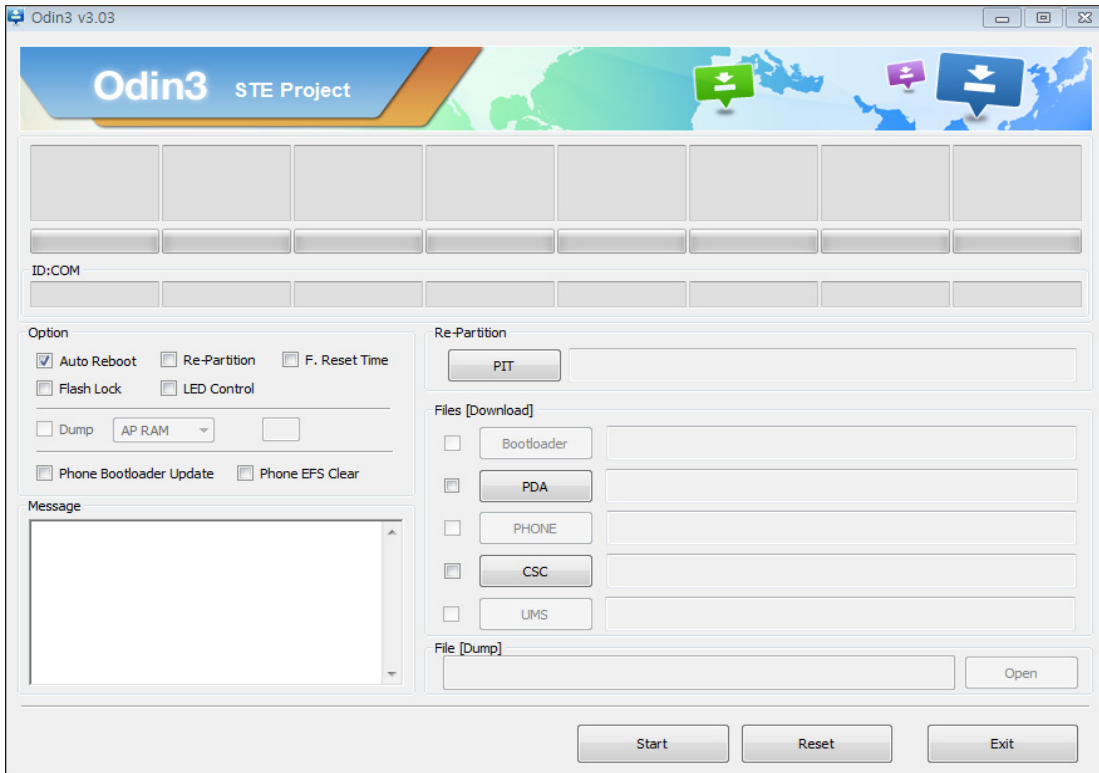 Odin3 v3.03
Odin3 STE Project
ID:COM
Option
Auto Reboot Re-Partition F. Reset Time
Flash Lock LED Control
Dump AP RAM
Phone Bootloader Update Phone EFS Clear
Message
Re-Partition
PIT
Files [Download]
Bootloader
PDA
PHONE
CSC
UMS
File [Dump]
Open
Start Reset Exit